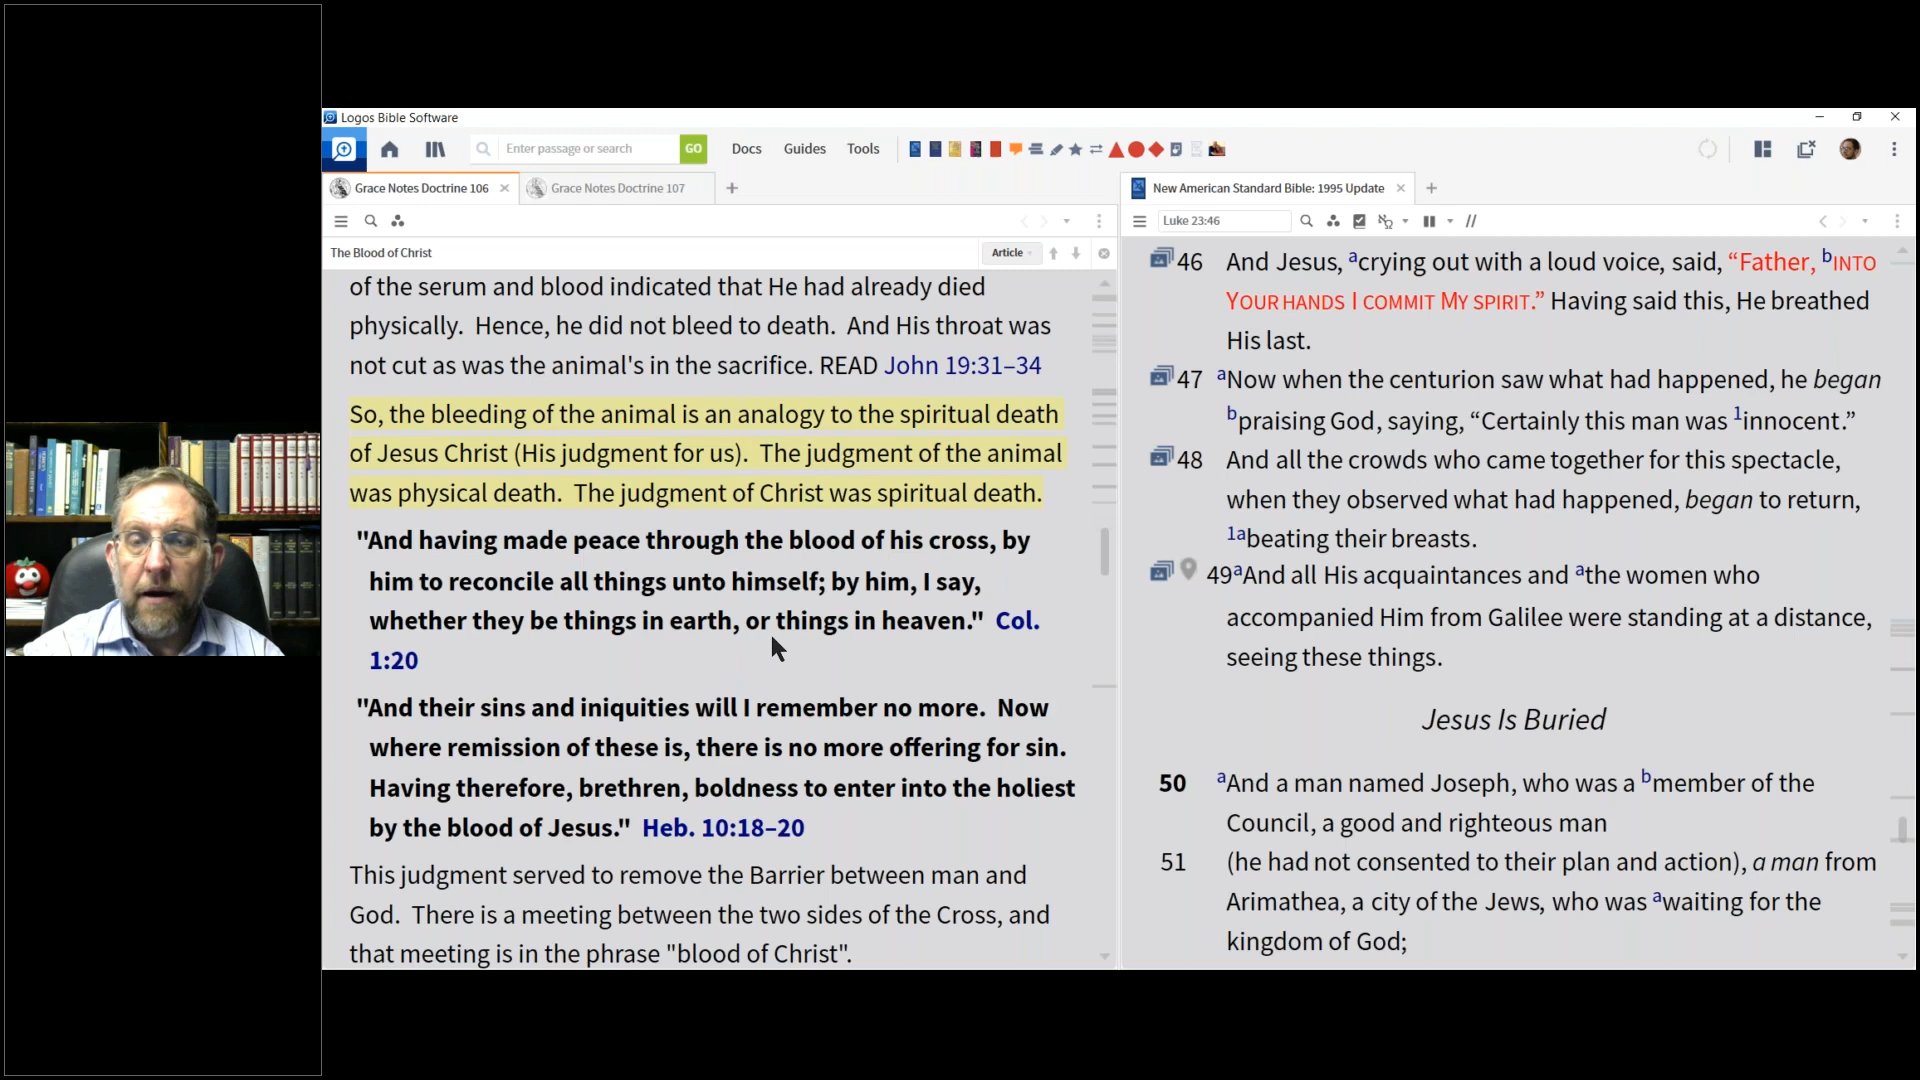 Logos Bible Software
Enter passage or search
GO
Docs
Guides
Tools
Grace Notes Doctrine 106
Grace Notes Doctrine 107
The Blood of Christ
Article
of the serum and blood indicated that He had already died
physically. Hence, he did not bleed to death. And His throat was
not cut as was the animal's in the sacrifice. READ John 19:31–34
So, the bleeding of the animal is an analogy to the spiritual death
of Jesus Christ (His judgment for us). The judgment of the animal
was physical death. The judgment of Christ was spiritual death.
"And having made peace through the blood of his cross, by
him to reconcile all things unto himself; by him, I say,
whether they be things in earth, or things in heaven." Col.
1:20
"And their sins and iniquities will I remember no more. Now
where remission of these is, there is no more offering for sin.
Having therefore, brethren, boldness to enter into the holiest
by the blood of Jesus." Heb. 10:18–20
This judgment served to remove the Barrier between man and
God. There is a meeting between the two sides of the Cross, and
that meeting is in the phrase "blood of Christ".
New American Standard Bible: 1995 Update
Luke 23:46
46 And Jesus, acrying out with a loud voice, said, “Father, bINTO
YOUR HANDS I COMMIT MY SPIRIT.” Having said this, He breathed
His last.
47 aNow when the centurion saw what had happened, he began
bpraising God, saying, “Certainly this man was 1innocent.”
48 And all the crowds who came together for this spectacle,
when they observed what had happened, began to return,
1abeating their breasts.
49 aAnd all His acquaintances and athe women who
accompanied Him from Galilee were standing at a distance,
seeing these things.
Jesus Is Buried
50 aAnd a man named Joseph, who was a bmember of the
Council, a good and righteous man
51 (he had not consented to their plan and action), a man from
Arimathea, a city of the Jews, who was awaiting for the
kingdom of God;